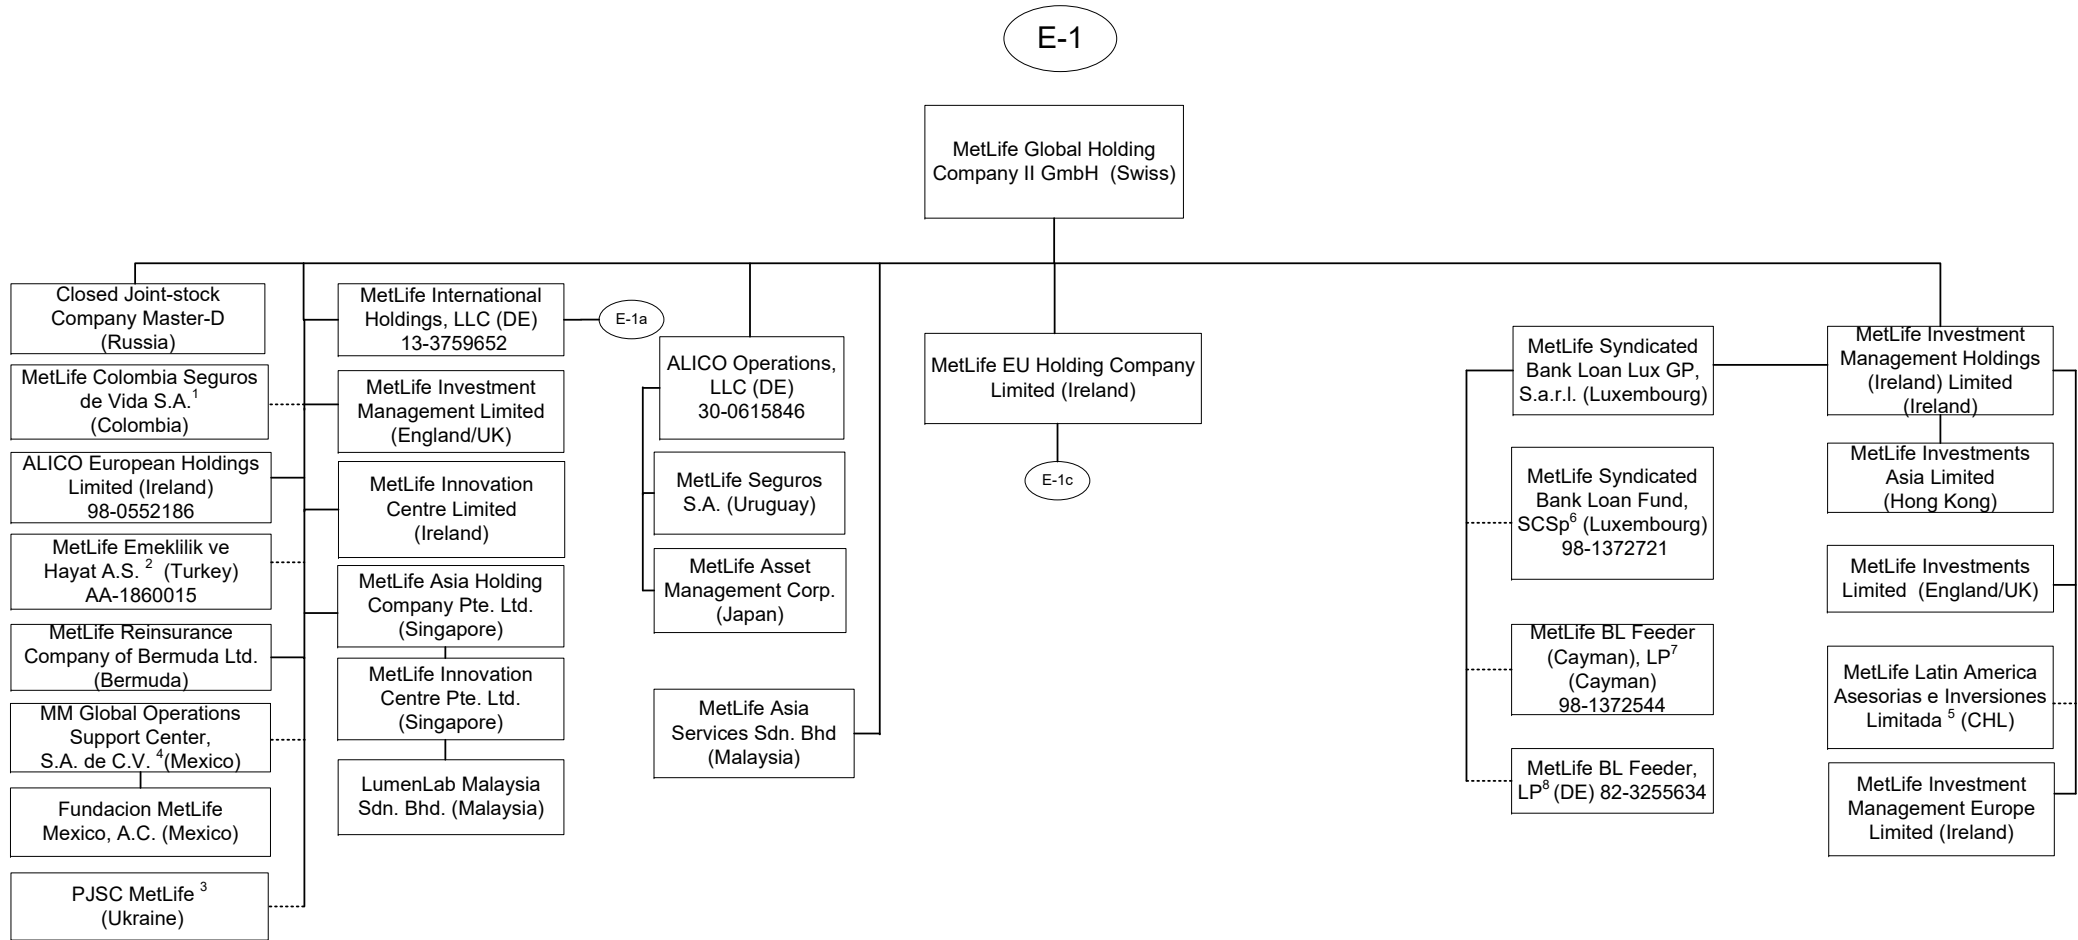 E-1
MetLife Global Holding
Company II GmbH (Swiss)
Closed Joint-stock
Company Master-D
(Russia)
MetLife Colombia Seguros
de Vida S.A.1
(Colombia)
ALICO European Holdings
Limited (Ireland)
98-0552186
MetLife Emeklilik ve
Hayat A.S. 2 (Turkey)
AA-1860015
MetLife Reinsurance
Company of Bermuda Ltd.
(Bermuda)
MM Global Operations
Support Center,
S.A. de C.V. 4(Mexico)
Fundacion MetLife
Mexico, A.C. (Mexico)
PJSC MetLife 3
(Ukraine)
MetLife International
Holdings, LLC (DE)
13-3759652
E-1a
MetLife Investment
Management Limited
(England/UK)
MetLife Innovation
Centre Limited
(Ireland)
MetLife Asia Holding
Company Pte. Ltd.
(Singapore)
MetLife Innovation
Centre Pte. Ltd.
(Singapore)
LumenLab Malaysia
Sdn. Bhd. (Malaysia)
ALICO Operations,
LLC (DE)
30-0615846
MetLife Seguros
S.A. (Uruguay)
MetLife Asset
Management Corp.
(Japan)
MetLife Asia
Services Sdn. Bhd
(Malaysia)
MetLife EU Holding Company
Limited (Ireland)
E-1c
MetLife Syndicated
Bank Loan Lux GP,
S.a.r.l. (Luxembourg)
MetLife Syndicated
Bank Loan Fund,
SCSp6 (Luxembourg)
98-1372721
MetLife BL Feeder
(Cayman), LP7
(Cayman)
98-1372544
MetLife BL Feeder,
LP8 (DE) 82-3255634
MetLife Investment
Management Holdings
(Ireland) Limited
(Ireland)
MetLife Investments
Asia Limited
(Hong Kong)
MetLife Investments
Limited (England/UK)
MetLife Latin America
Asesorias e Inversiones
Limitada 5 (CHL)
MetLife Investment
Management Europe
Limited (Ireland)